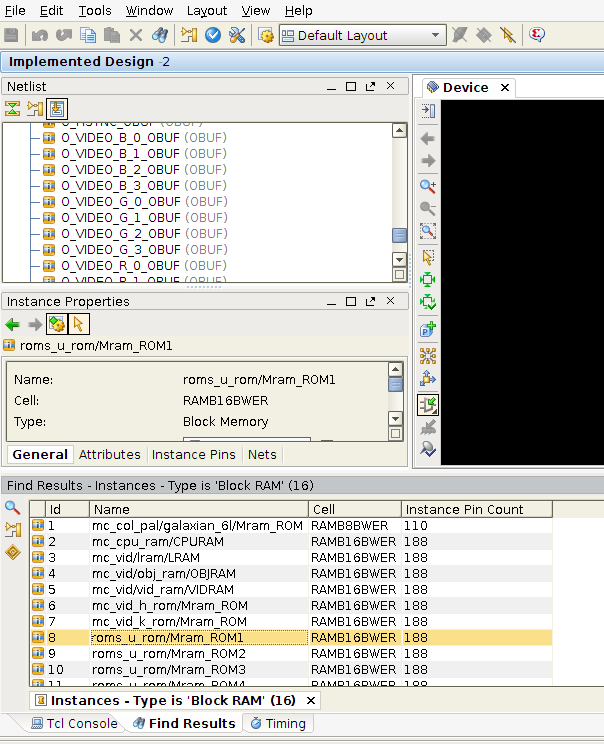 File Edit Tools Window Layout View Help
Default Layout
Implemented Design -2
Netlist
O_HSYNC_OBUF (OBUF)
O_VIDEO_B_0_OBUF (OBUF)
O_VIDEO_B_1_OBUF (OBUF)
O_VIDEO_B_2_OBUF (OBUF)
O_VIDEO_B_3_OBUF (OBUF)
O_VIDEO_G_0_OBUF (OBUF)
O_VIDEO_G_1_OBUF (OBUF)
O_VIDEO_G_2_OBUF (OBUF)
O_VIDEO_G_3_OBUF (OBUF)
O_VIDEO_R_0_OBUF (OBUF)
O_VIDEO_R_1_OBUF (OBUF)
Device
Instance Properties
roms_u_rom/Mram_ROM1
Name: roms_u_rom/Mram_ROM1
Cell: RAMB16BWER
Type: Block Memory
General Attributes Instance Pins Nets
Find Results - Instances - Type is 'Block RAM' (16)
Id Name Cell Instance Pin Count
1 mc_col_pal/galaxian_6l/Mram_ROM RAMB8BWER 110
2 mc_cpu_ram/CPURAM RAMB16BWER 188
3 mc_vid/lram/LRAM RAMB16BWER 188
4 mc_vid/obj_ram/OBJRAM RAMB16BWER 188
5 mc_vid/vid_ram/VIDRAM RAMB16BWER 188
6 mc_vid_h_rom/Mram_ROM RAMB16BWER 188
7 mc_vid_k_rom/Mram_ROM RAMB16BWER 188
8 roms_u_rom/Mram_ROM1 RAMB16BWER 188
9 roms_u_rom/Mram_ROM2 RAMB16BWER 188
10 roms_u_rom/Mram_ROM3 RAMB16BWER 188
11 roms_u_rom/Mram_ROM4 RAMB16BWER 188
Instances - Type is 'Block RAM' (16)
Tcl Console Find Results Timing